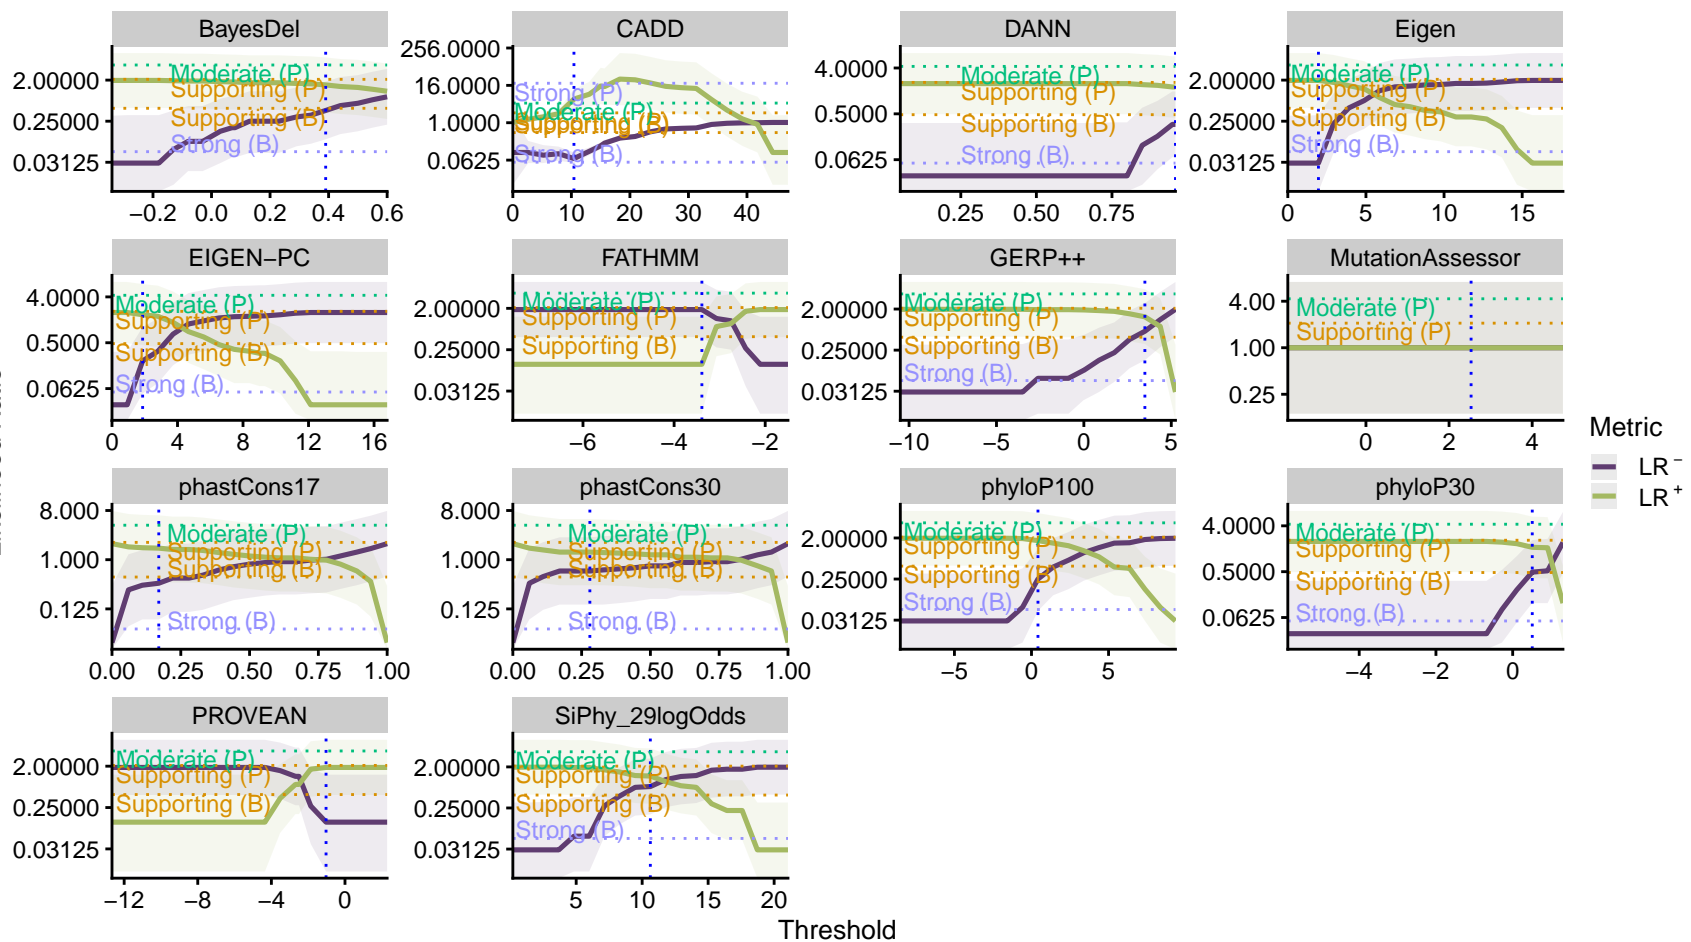 BayesDel
CADD
DANN
Eigen
2.00000
0.25000
0.03125
Moderate (P)
Supporting (P)
Supporting (B)
Strong (B)
−0.2 0.0 0.2 0.4 0.6
256.0000
16.0000
1.0000
0.0625
Strong (P)
Moderate (P)
Supporting (P)
Supporting (B)
Strong (B)
0 10 20 30 40
4.0000
0.5000
0.0625
Moderate (P)
Supporting (P)
Supporting (B)
Strong (B)
0.25 0.50 0.75
2.00000
0.25000
0.03125
Moderate (P)
Supporting (P)
Supporting (B)
Strong (B)
0 5 10 15
EIGEN−PC
FATHMM
GERP++
MutationAssessor
4.0000
0.5000
0.0625
Moderate (P)
Supporting (P)
Supporting (B)
Strong (B)
0 4 8 12 16
2.00000
0.25000
0.03125
Moderate (P)
Supporting (P)
Supporting (B)
−6 −4 −2
2.00000
0.25000
0.03125
Moderate (P)
Supporting (P)
Supporting (B)
Strong (B)
−10 −5 0 5
4.00
1.00
0.25
Moderate (P)
Supporting (P)
0 2 4
phastCons17
phastCons30
phyloP100
phyloP30
8.000
1.000
0.125
Moderate (P)
Supporting (P)
Supporting (B)
Strong (B)
0.00 0.25 0.50 0.75 1.00
8.000
1.000
0.125
Moderate (P)
Supporting (P)
Supporting (B)
Strong (B)
0.00 0.25 0.50 0.75 1.00
2.00000
0.25000
0.03125
Moderate (P)
Supporting (P)
Supporting (B)
Strong (B)
−5 0 5
4.0000
0.5000
0.0625
Moderate (P)
Supporting (P)
Supporting (B)
Strong (B)
−4 −2 0
PROVEAN
SiPhy_29logOdds
2.00000
0.25000
0.03125
Moderate (P)
Supporting (P)
Supporting (B)
−12 −8 −4 0
2.00000
0.25000
0.03125
Moderate (P)
Supporting (P)
Supporting (B)
Strong (B)
5 10 15 20
Threshold
Metric
LR⁻
LR⁺